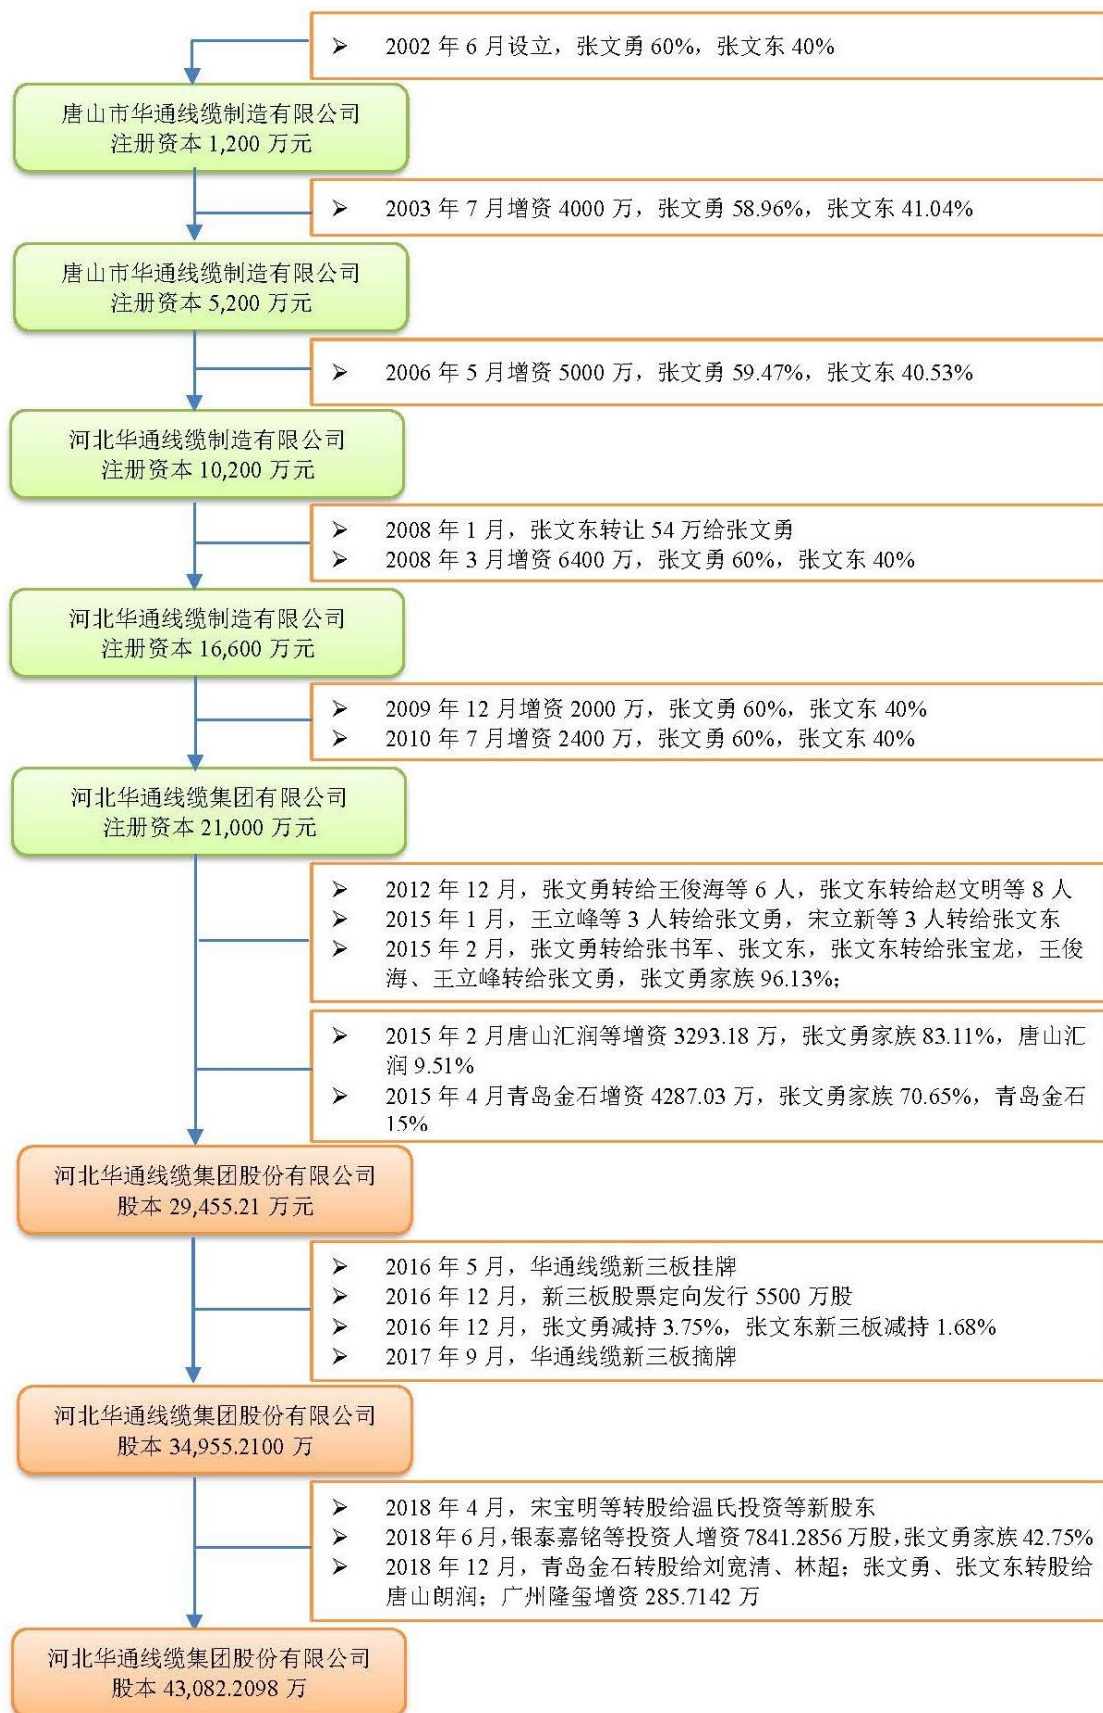 ➢ 2002 年 6 月设立，张文勇 60%，张文东 40%
唐山市华通线缆制造有限公司
注册资本 1,200 万元
➢ 2003 年 7 月增资 4000 万，张文勇 58.96%，张文东 41.04%
唐山市华通线缆制造有限公司
注册资本 5,200 万元
➢ 2006 年 5 月增资 5000 万，张文勇 59.47%，张文东 40.53%
河北华通线缆制造有限公司
注册资本 10,200 万元
➢ 2008 年 1 月，张文东转让 54 万给张文勇
➢ 2008 年 3 月增资 6400 万，张文勇 60%，张文东 40%
河北华通线缆制造有限公司
注册资本 16,600 万元
➢ 2009 年 12 月增资 2000 万，张文勇 60%，张文东 40%
➢ 2010 年 7 月增资 2400 万，张文勇 60%，张文东 40%
河北华通线缆集团有限公司
注册资本 21,000 万元
➢ 2012 年 12 月，张文勇转给王俊海等 6 人，张文东转给赵文明等 8 人
➢ 2015 年 1 月，王立峰等 3 人转给张文勇，宋立新等 3 人转给张文东
➢ 2015 年 2 月，张文勇转给张书军、张文东，张文东转给张宝龙，王俊
海、王立峰转给张文勇，张文勇家族 96.13%；
➢ 2015 年 2 月唐山汇润等增资 3293.18 万，张文勇家族 83.11%，唐山汇
润 9.51%
➢ 2015 年 4 月青岛金石增资 4287.03 万，张文勇家族 70.65%，青岛金石
15%
河北华通线缆集团股份有限公司
股本 29,455.21 万元
➢ 2016 年 5 月，华通线缆新三板挂牌
➢ 2016 年 12 月，新三板股票定向发行 5500 万股
➢ 2016 年 12 月，张文勇减持 3.75%，张文东新三板减持 1.68%
➢ 2017 年 9 月，华通线缆新三板摘牌
河北华通线缆集团股份有限公司
股本 34,955.2100 万
➢ 2018 年 4 月，宋宝明等转股给温氏投资等新股东
➢ 2018 年 6 月，银泰嘉铭等投资人增资 7841.2856 万股，张文勇家族 42.75%
➢ 2018 年 12 月，青岛金石转股给刘宽清、林超；张文勇、张文东转股给
唐山朗润；广州隆玺增资 285.7142 万
河北华通线缆集团股份有限公司
股本 43,082.2098 万